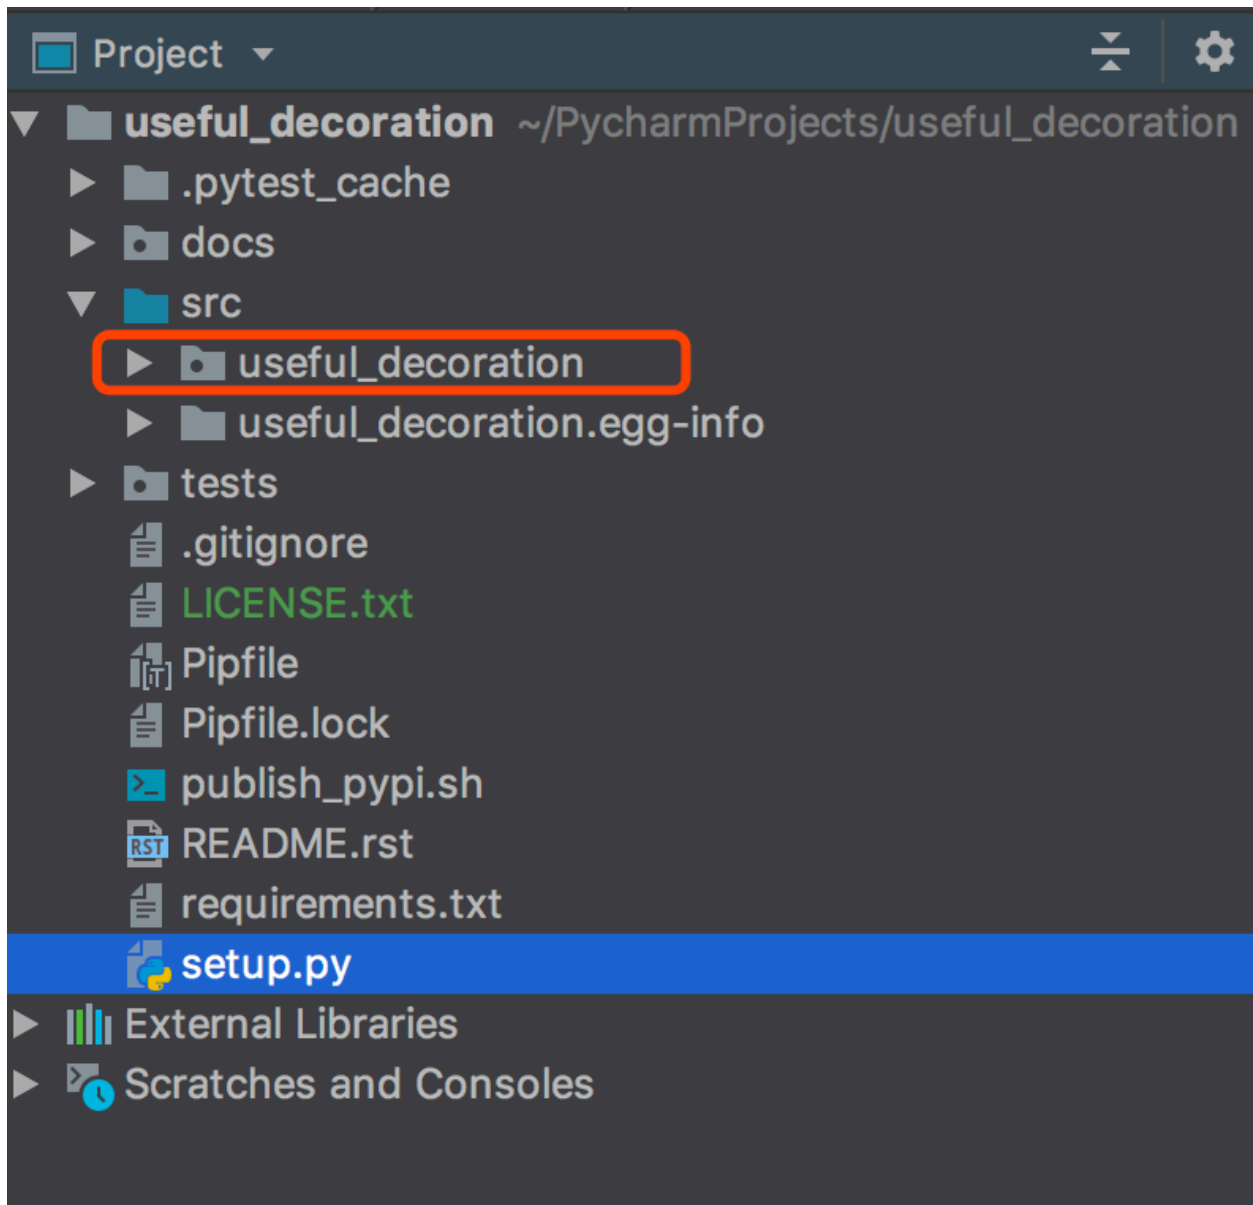 Project
useful_decoration ~/PycharmProjects/useful_decoration
.pytest_cache
docs
src
useful_decoration
useful_decoration.egg-info
tests
.gitignore
LICENSE.txt
Pipfile
Pipfile.lock
publish_pypi.sh
RST README.rst
requirements.txt
setup.py
External Libraries
Scratches and Consoles